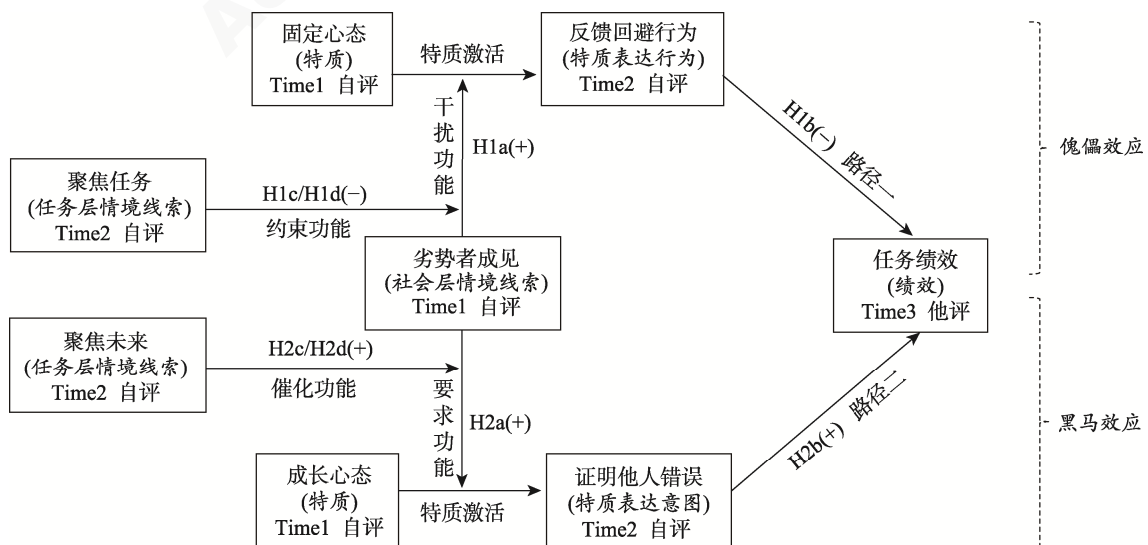 固定心态
(特质)
Time1 自评
特质激活
反馈回避行为
(特质表达行为)
Time2 自评
干扰功能
H1a(+)
H1b(−) 路径一
傀儡效应
聚焦任务
(任务层情境线索)
Time2 自评
H1c/H1d(−)
约束功能
劣势者成见
(社会层情境线索)
Time1 自评
任务绩效
(绩效)
Time3 他评
聚焦未来
(任务层情境线索)
Time2 自评
H2c/H2d(+)
催化功能
要求功能
H2a(+)
H2b(+) 路径二
黑马效应
成长心态
(特质)
Time1 自评
特质激活
证明他人错误
(特质表达意图)
Time2 自评